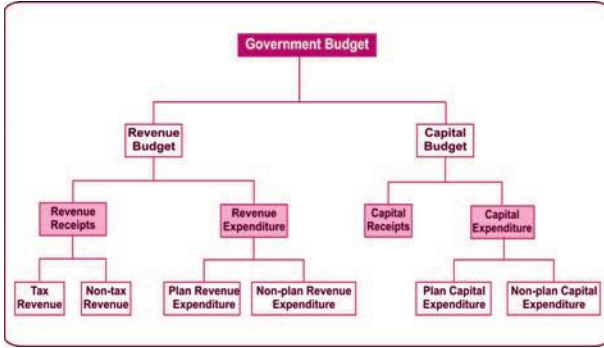 Government Budget
Revenue
Budget
Capital
Budget
Revenue
Receipts
Revenue
Expenditure
Capital
Receipts
Capital
Expenditure
Tax
Revenue
Non-tax
Revenue
Plan Revenue
Expenditure
Non-plan Revenue
Expenditure
Plan Capital
Expenditure
Non-plan Capital
Expenditure